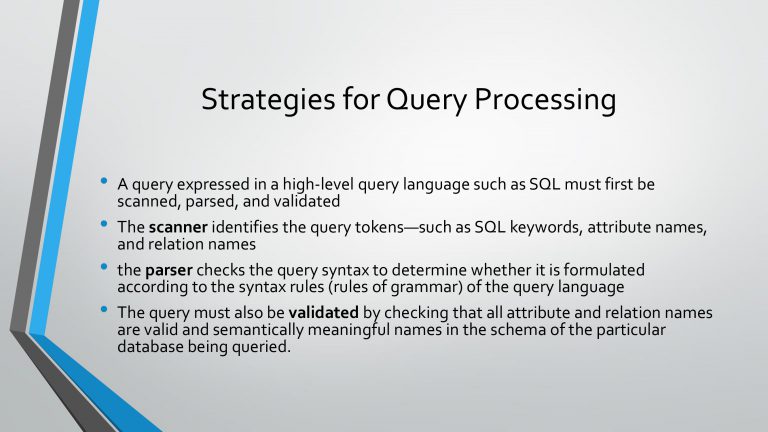 Strategies for Query Processing
• A query expressed in a high-level query language such as SQL must first be
scanned, parsed, and validated
• The scanner identifies the query tokens—such as SQL keywords, attribute names,
and relation names
• the parser checks the query syntax to determine whether it is formulated
according to the syntax rules (rules of grammar) of the query language
• The query must also be validated by checking that all attribute and relation names
are valid and semantically meaningful names in the schema of the particular
database being queried.